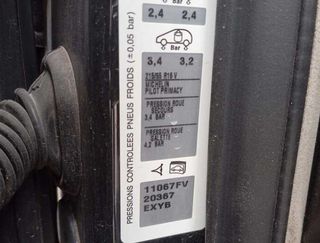 2,4 2,4
Bar
3,4 3,2
215/55 R16 V
MICHELIN
PILOT PRIMACY
PRESSION ROUE
SECOURS
3,4 BAR
PRESSION ROUE
GALETTE
4,2 BAR
11067FV
20367
EXYB
PRESSIONS CONTROLEES PNEUS FROIDS (±0,05 bar)